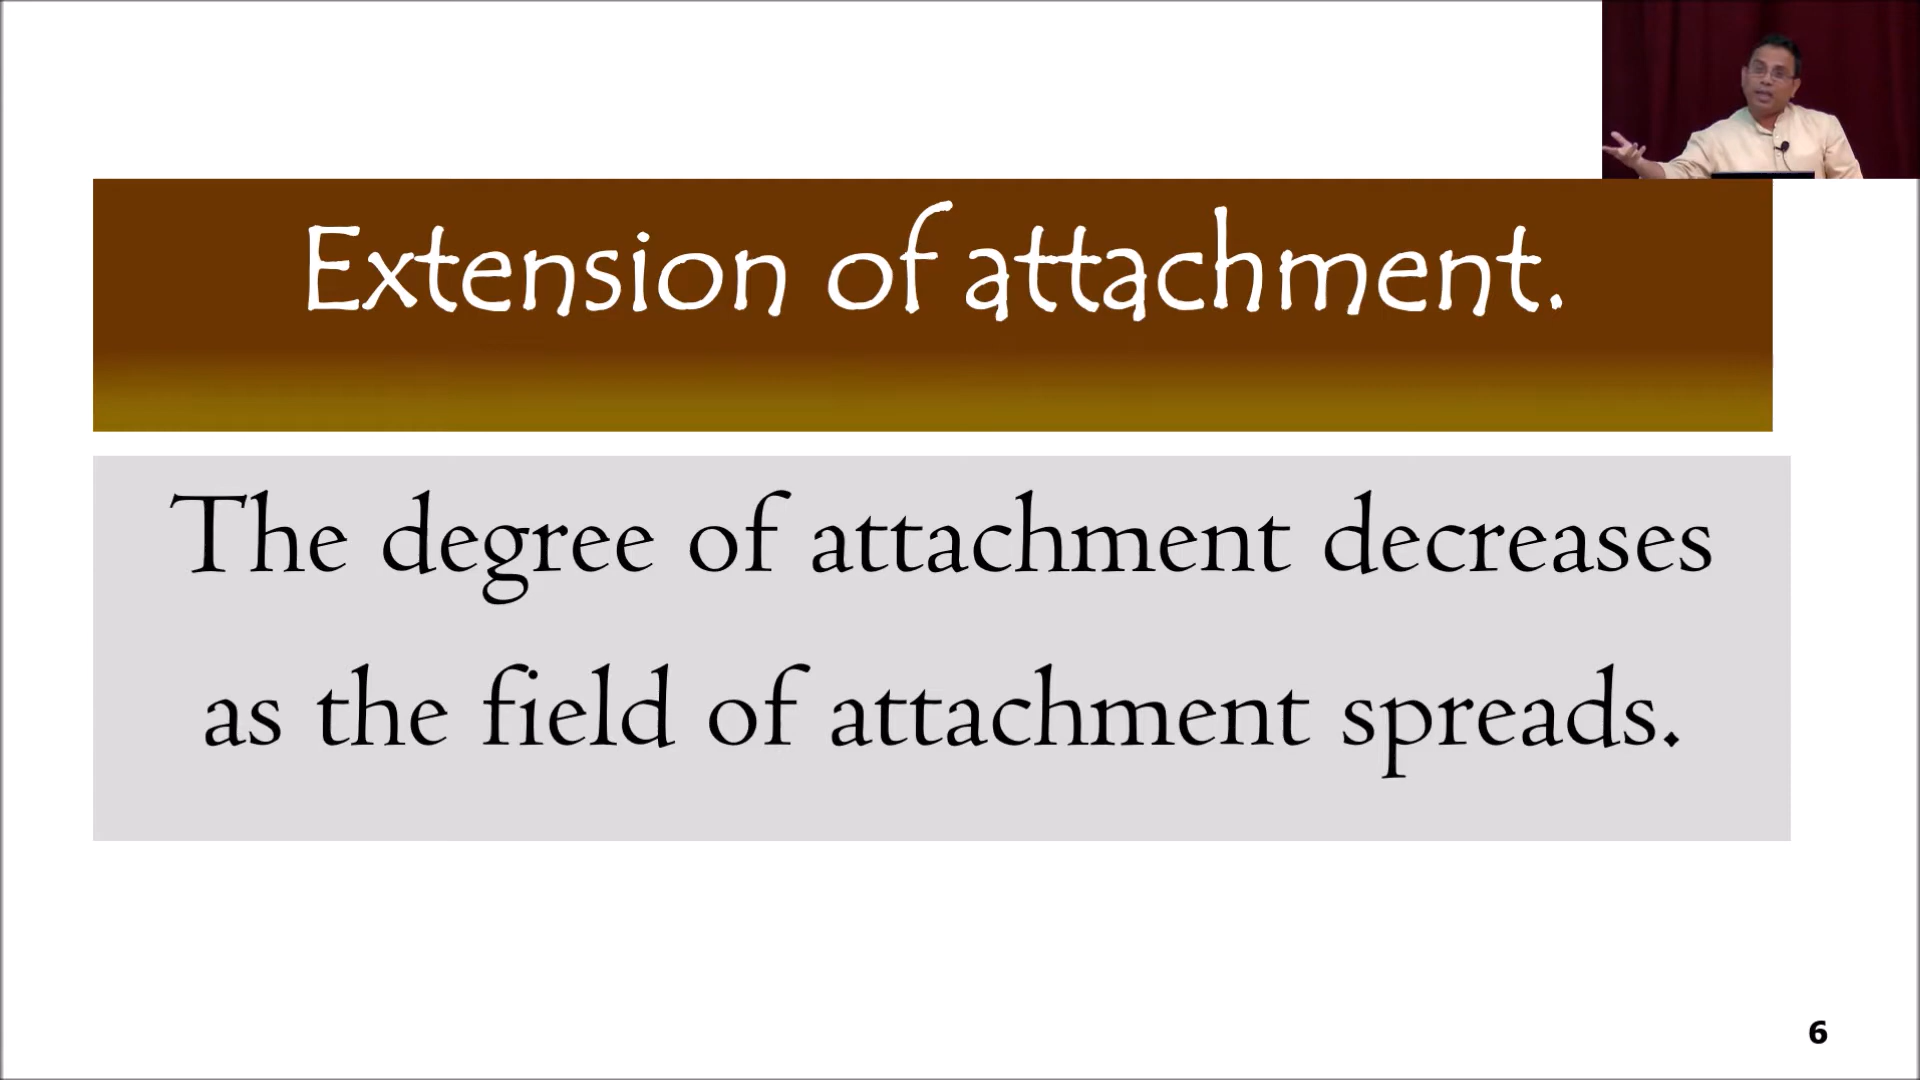 Extension of attachment.
The degree of attachment decreases
as the field of attachment spreads.
6